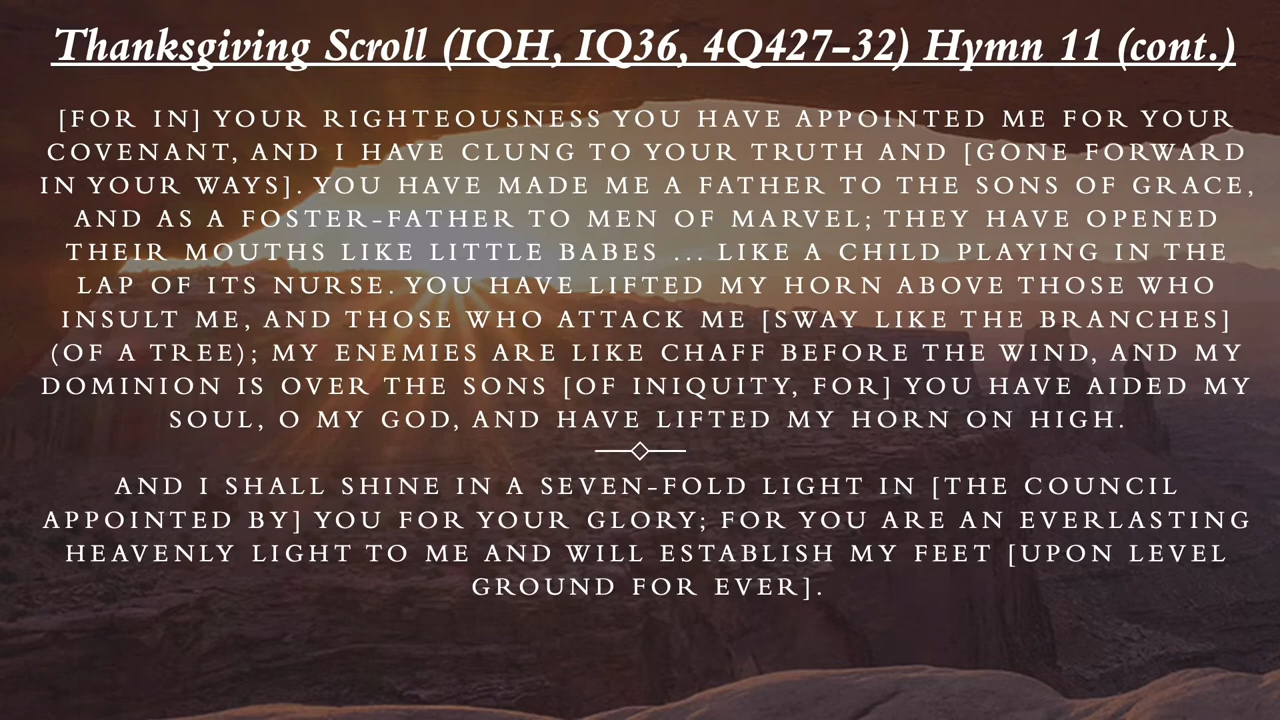 Thanksgiving Scroll (IQH, IQ36, 4Q427-32) Hymn 11 (cont.)
[FOR IN] YOUR RIGHTEOUSNESS YOU HAVE APPOINTED ME FOR YOUR
COVENANT, AND I HAVE CLUNG TO YOUR TRUTH AND [GONE FORWARD
IN YOUR WAYS]. YOU HAVE MADE ME A FATHER TO THE SONS OF GRACE,
AND AS A FOSTER-FATHER TO MEN OF MARVEL; THEY HAVE OPENED
THEIR MOUTHS LIKE LITTLE BABES ... LIKE A CHILD PLAYING IN THE
LAP OF ITS NURSE. YOU HAVE LIFTED MY HORN ABOVE THOSE WHO
INSULT ME, AND THOSE WHO ATTACK ME [SWAY LIKE THE BRANCHES]
(OF A TREE); MY ENEMIES ARE LIKE CHAFF BEFORE THE WIND, AND MY
DOMINION IS OVER THE SONS [OF INIQUITY, FOR] YOU HAVE AIDED MY
SOUL, O MY GOD, AND HAVE LIFTED MY HORN ON HIGH.
AND I SHALL SHINE IN A SEVEN-FOLD LIGHT IN [THE COUNCIL
APPOINTED BY] YOU FOR YOUR GLORY; FOR YOU ARE AN EVERLASTING
HEAVENLY LIGHT TO ME AND WILL ESTABLISH MY FEET [UPON LEVEL
GROUND FOR EVER].